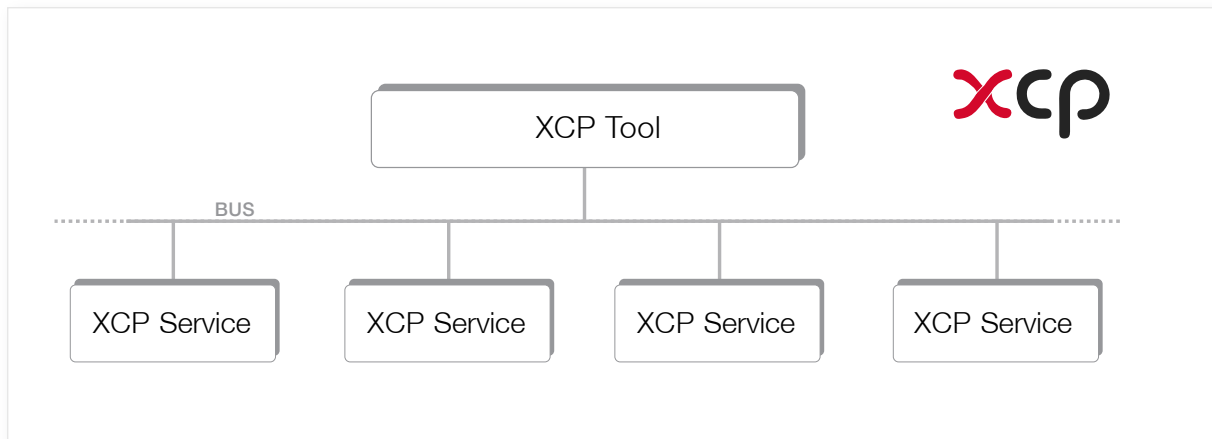 xcp
XCP Tool
BUS
XCP Service
XCP Service
XCP Service
XCP Service